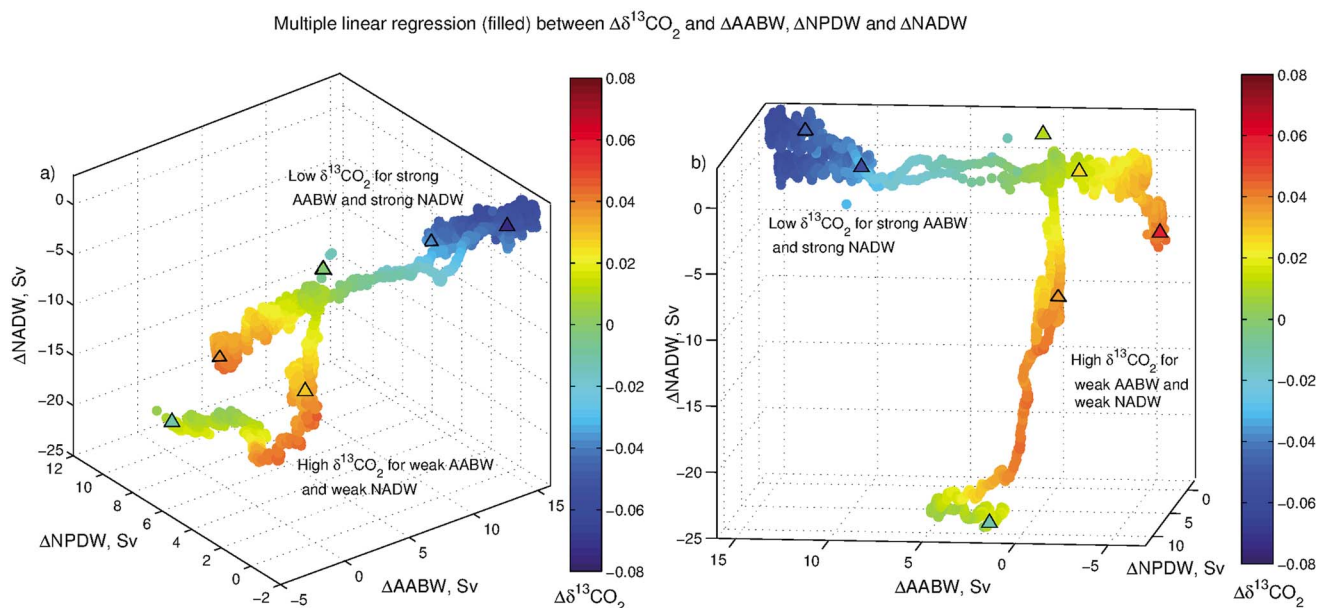 Multiple linear regression (filled) between Δδ¹³CO₂ and ΔAABW, ΔNPDW and ΔNADW
a)
Low δ¹³CO₂ for strong
AABW and strong NADW
High δ¹³CO₂ for weak AABW
and weak NADW
ΔNADW, Sv
0
−5
−10
−15
−20
−25
12
10
8
6
4
2
0
−2
ΔNPDW, Sv
−5
0
5
10
15
ΔAABW, Sv
0.08
0.06
0.04
0.02
0
−0.02
−0.04
−0.06
−0.08
Δδ¹³CO₂
b)
Low δ¹³CO₂ for strong AABW
and strong NADW
High δ¹³CO₂ for
weak AABW and
weak NADW
ΔNADW, Sv
0
−5
−10
−15
−20
−25
15
10
5
0
−5
ΔAABW, Sv
0
5
10
ΔNPDW, Sv
0.08
0.06
0.04
0.02
0
−0.02
−0.04
−0.06
−0.08
Δδ¹³CO₂